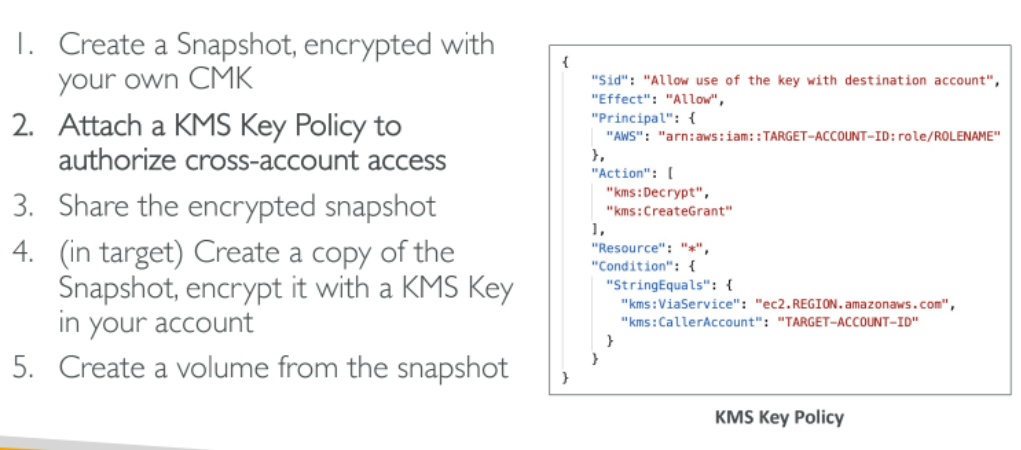 1. Create a Snapshot, encrypted with
your own CMK
2. Attach a KMS Key Policy to
authorize cross-account access
3. Share the encrypted snapshot
4. (in target) Create a copy of the
Snapshot, encrypt it with a KMS Key
in your account
5. Create a volume from the snapshot
{
"Sid": "Allow use of the key with destination account",
"Effect": "Allow",
"Principal": {
"AWS": "arn:aws:iam::TARGET-ACCOUNT-ID:role/ROLENAME"
},
"Action": [
"kms:Decrypt",
"kms:CreateGrant"
],
"Resource": "*",
"Condition": {
"StringEquals": {
"kms:ViaService": "ec2.REGION.amazonaws.com",
"kms:CallerAccount": "TARGET-ACCOUNT-ID"
}
}
}
KMS Key Policy